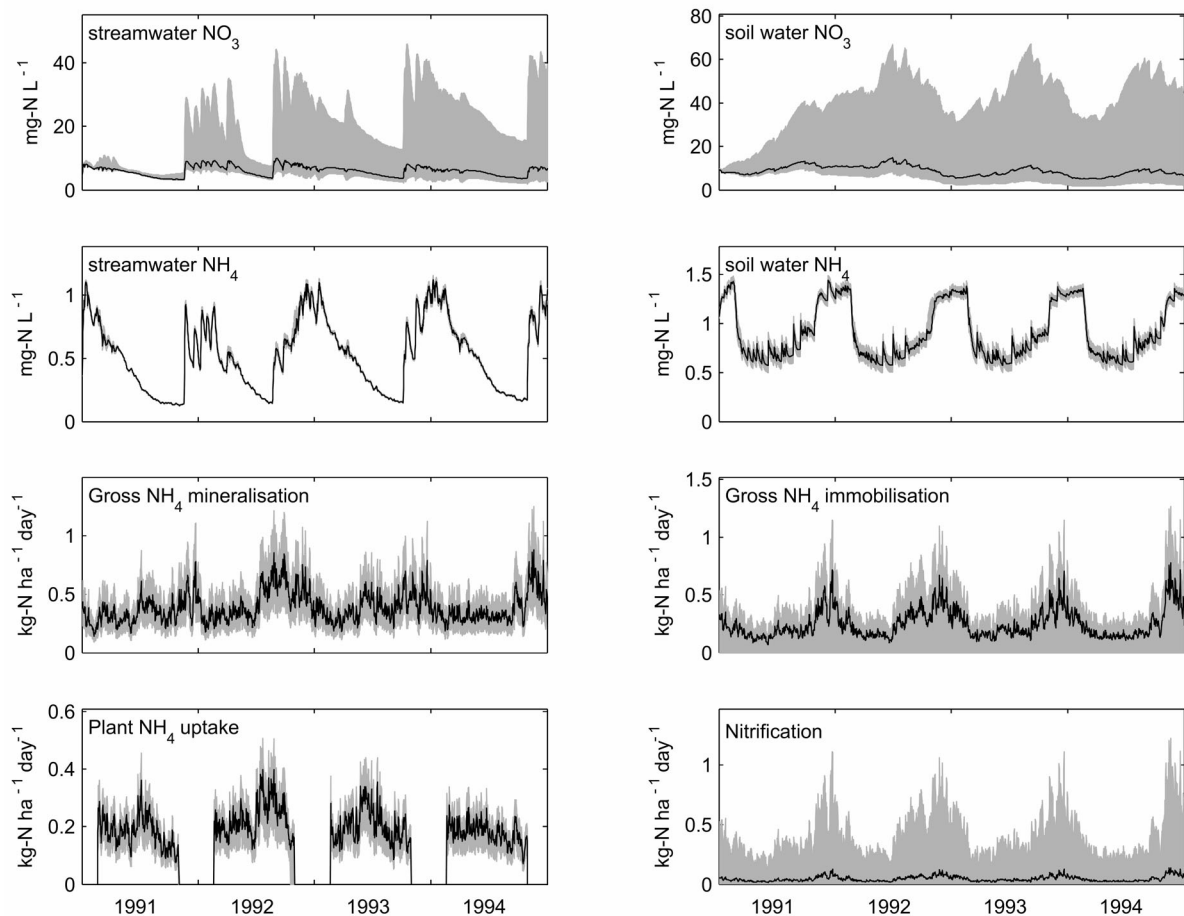 streamwater NO3
mg-N L-1
40
20
0
soil water NO3
mg-N L-1
80
60
40
20
0
streamwater NH4
mg-N L-1
1
0.5
0
soil water NH4
mg-N L-1
1.5
1
0.5
0
Gross NH4 mineralisation
kg-N ha-1 day-1
1
0.5
0
Gross NH4 immobilisation
kg-N ha-1 day-1
1.5
1
0.5
0
Plant NH4 uptake
kg-N ha-1 day-1
0.6
0.4
0.2
0
1991 1992 1993 1994
Nitrification
kg-N ha-1 day-1
1
0.5
0
1991 1992 1993 1994